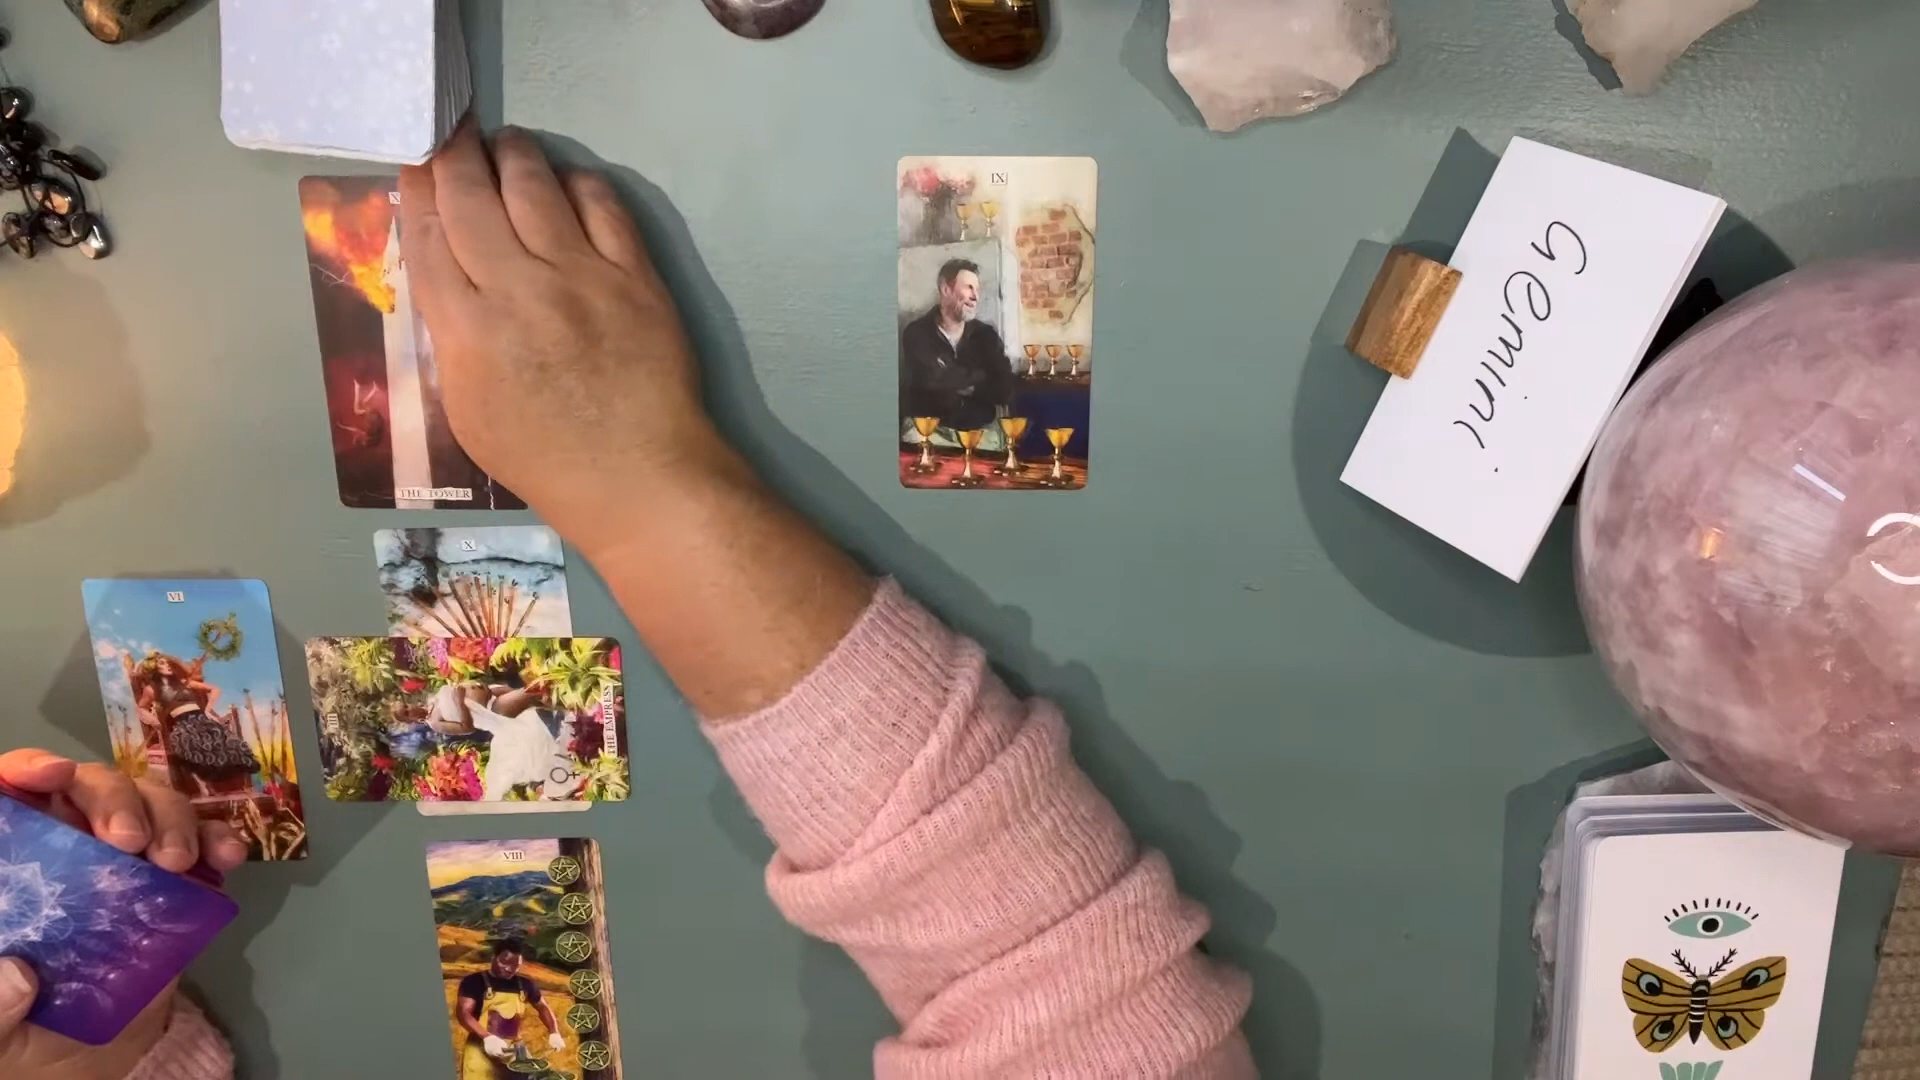 X
THE TOWER
IX
Gemini
X
VI
III
THE EMPRESS
VIII